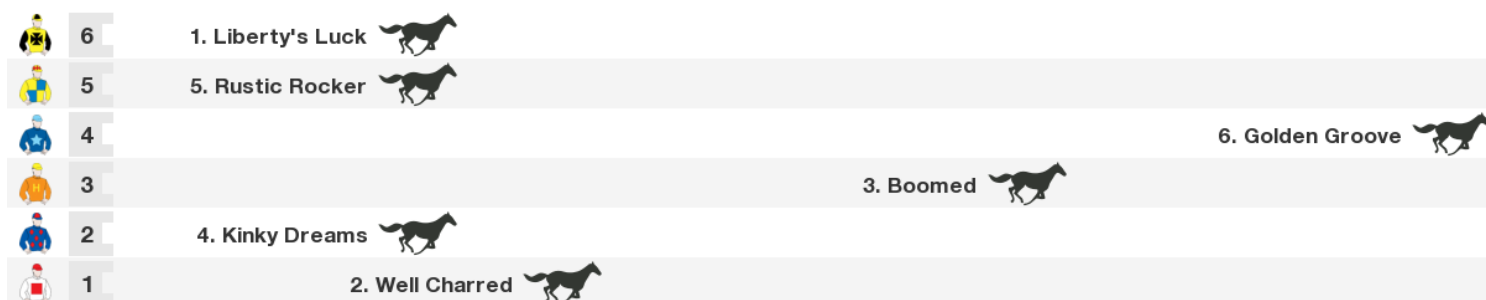 6 1. Liberty's Luck
5 5. Rustic Rocker
4 6. Golden Groove
3 H 3. Boomed
2 4. Kinky Dreams
1 2. Well Charred